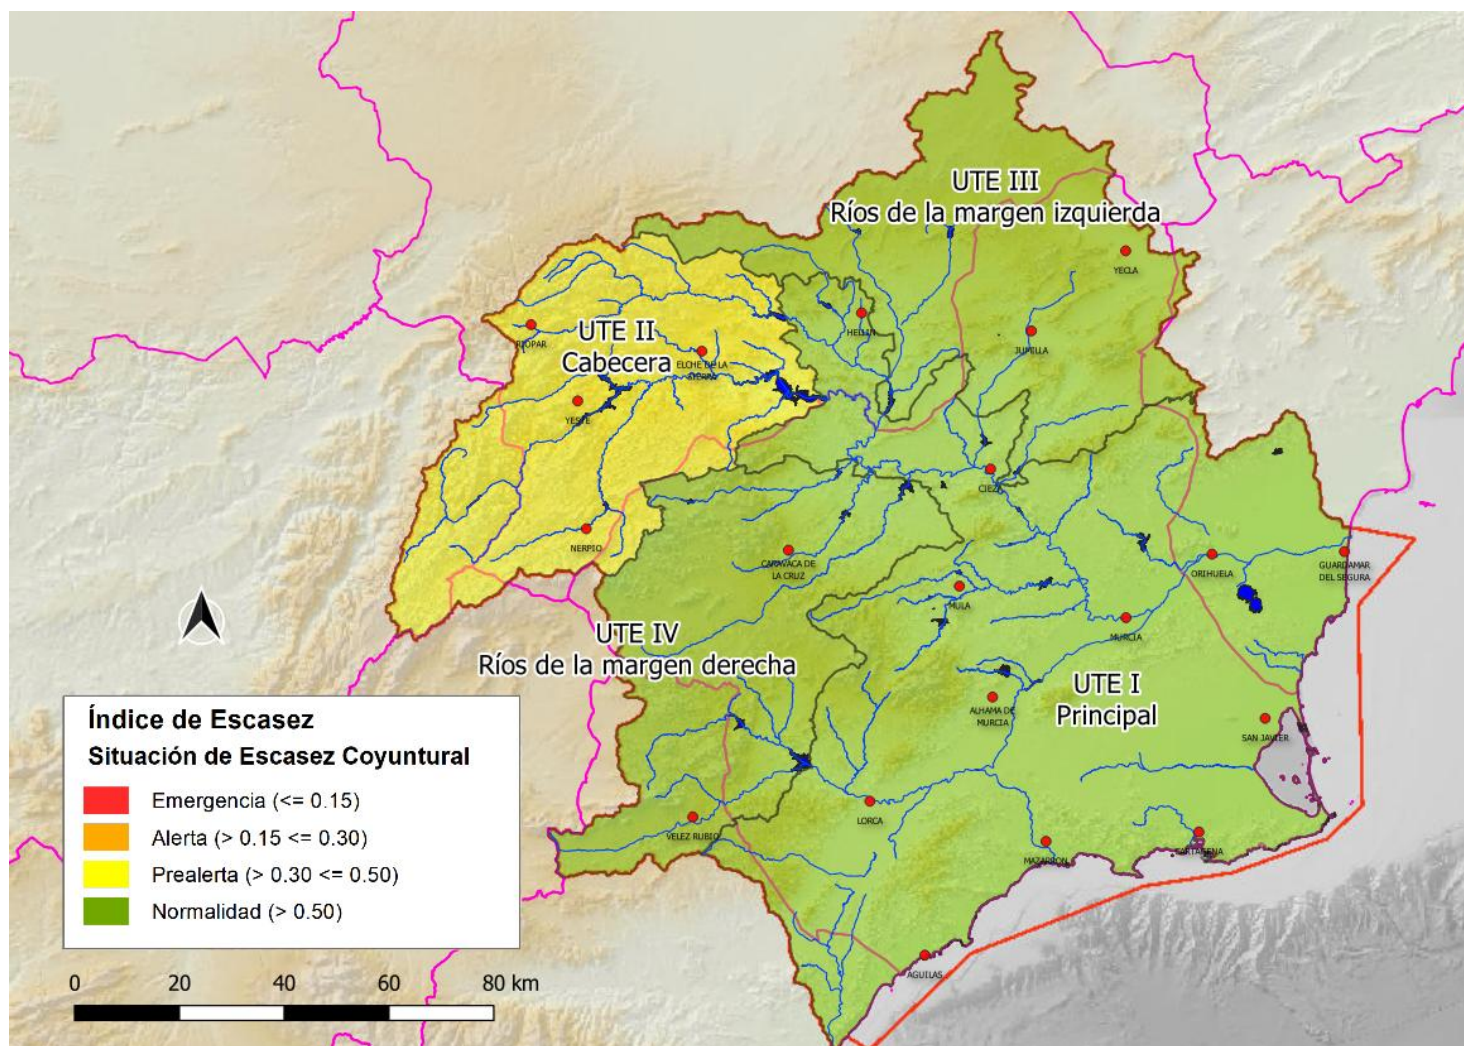 UTE III
Ríos de la margen izquierda
YECLA
HELLIN
JUMILLA
UTE II
Cabecera
RIOPAR
ELCHE DE LA
SIERRA
YESTE
CIEZA
NERPIO
CARAVACA DE
LA CRUZ
ORIHUELA
GUARDAMAR
DEL SEGURA
MULA
MURCIA
UTE IV
Ríos de la margen derecha
UTE I
Principal
ALHAMA DE
MURCIA
SAN JAVIER
LORCA
VELEZ RUBIO
MAZARRON
CARTAGENA
AGUILAS
Índice de Escasez
Situación de Escasez Coyuntural
Emergencia (<= 0.15)
Alerta (> 0.15 <= 0.30)
Prealerta (> 0.30 <= 0.50)
Normalidad (> 0.50)
0 20 40 60 80 km